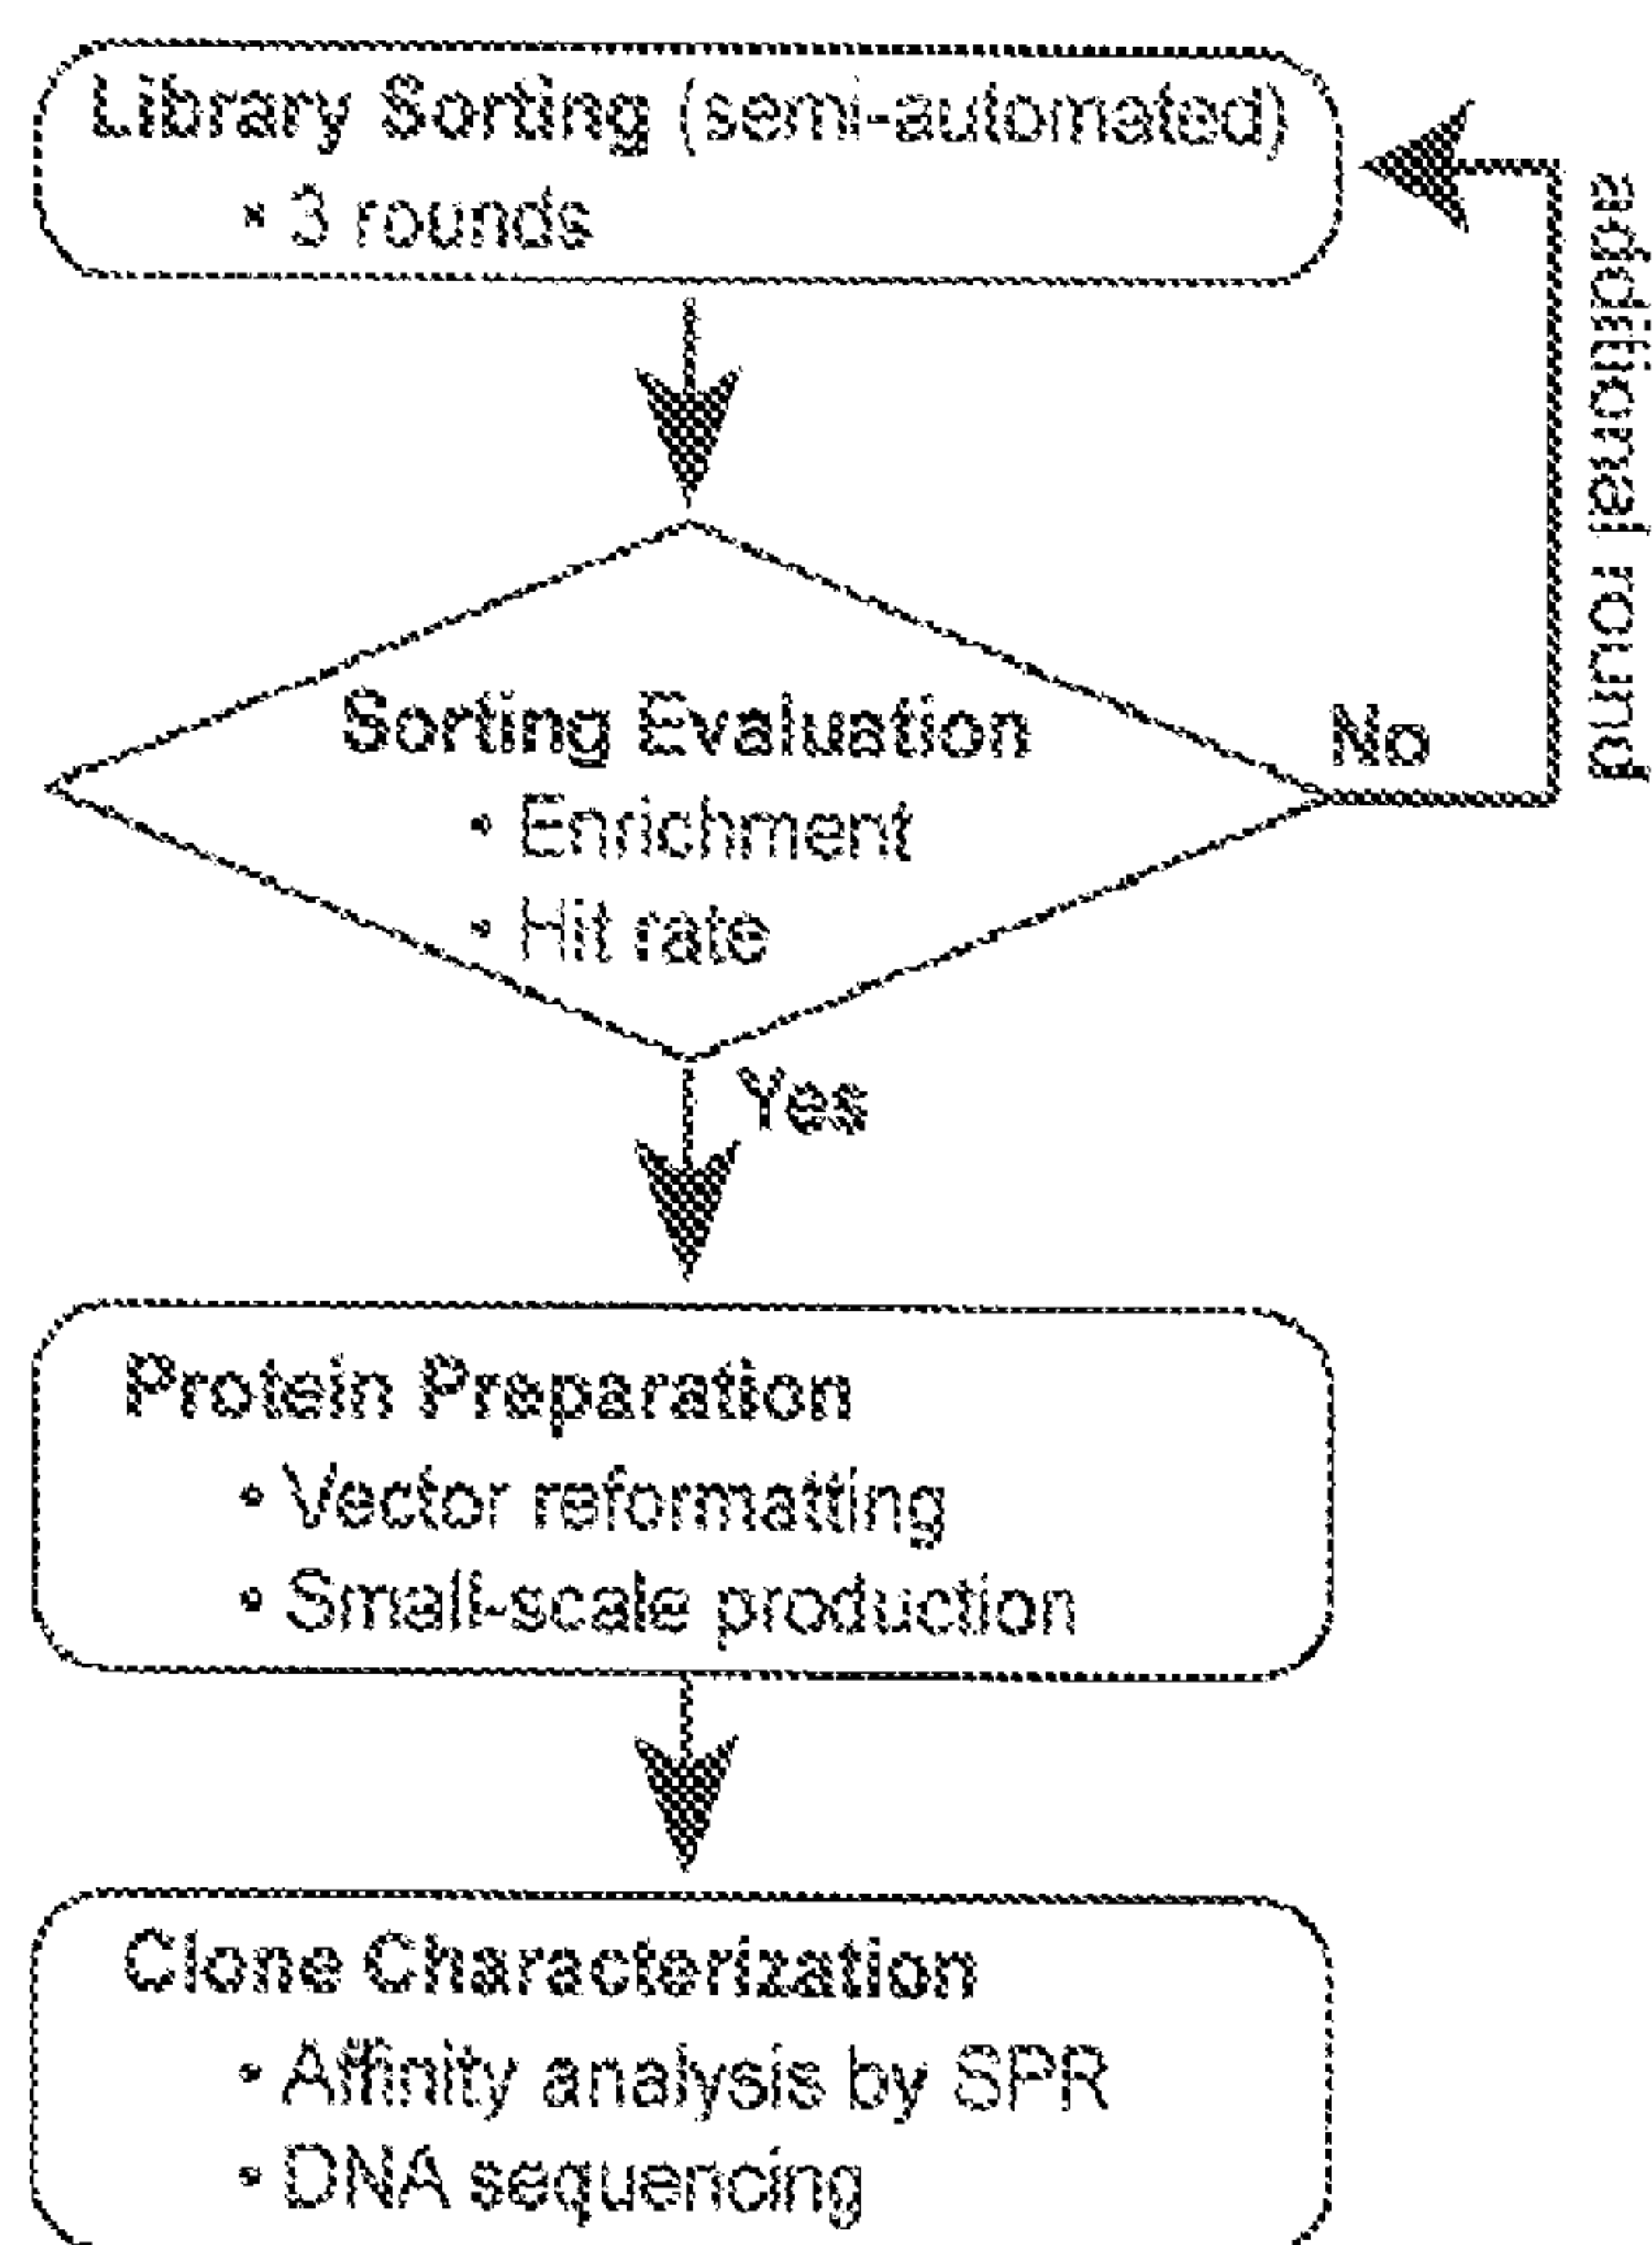 Library Sorting (semi-automated)
• 3 rounds
additional round
Sorting Evaluation
• Enrichment
• Hit rate
No
Yes
Protein Preparation
• Vector reformatting
• Small-scale production
Clone Characterization
• Affinity analysis by SPR
• DNA sequencing